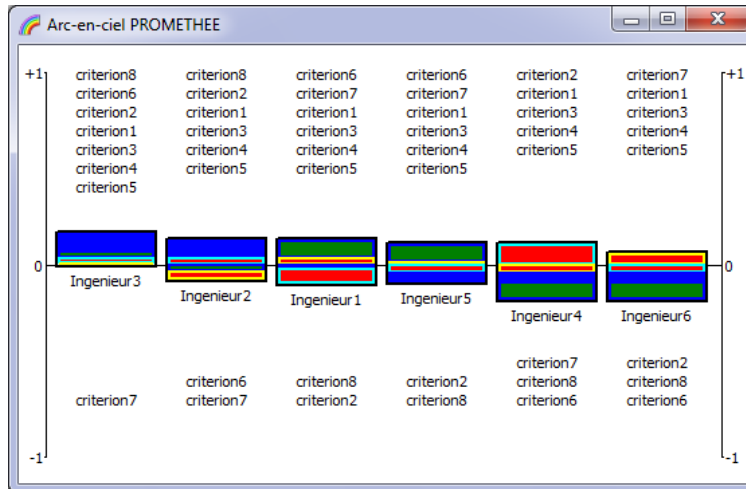 Arc-en-ciel PROMETHEE
+1 criterion8 criterion8 criterion6 criterion6 criterion2 criterion7 +1
criterion6 criterion2 criterion7 criterion7 criterion1 criterion1
criterion2 criterion1 criterion1 criterion1 criterion3 criterion3
criterion1 criterion3 criterion3 criterion3 criterion4 criterion4
criterion3 criterion4 criterion4 criterion4 criterion5 criterion5
criterion4 criterion5 criterion5 criterion5
criterion5
0 0
Ingenieur3 Ingenieur2 Ingenieur1 Ingenieur5 Ingenieur4 Ingenieur6
criterion7 criterion2
criterion6 criterion8 criterion2 criterion8 criterion8
criterion7 criterion7 criterion2 criterion8 criterion6 criterion6
-1 -1